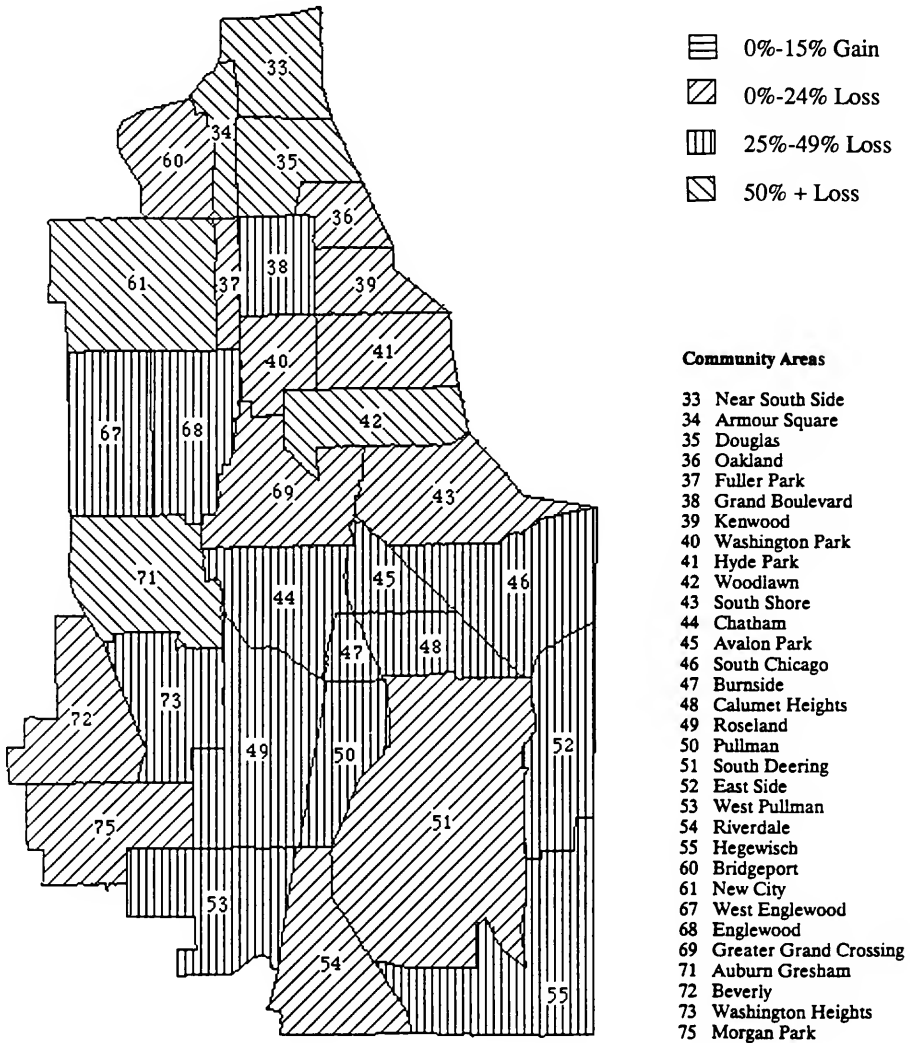 0%-15% Gain
0%-24% Loss
25%-49% Loss
50% + Loss
33
34
60
35
36
61
37
38
39
40
41
67
68
42
69
43
71
44
45
46
47
48
72
73
49
50
52
75
51
53
54
55
Community Areas
33 Near South Side
34 Armour Square
35 Douglas
36 Oakland
37 Fuller Park
38 Grand Boulevard
39 Kenwood
40 Washington Park
41 Hyde Park
42 Woodlawn
43 South Shore
44 Chatham
45 Avalon Park
46 South Chicago
47 Burnside
48 Calumet Heights
49 Roseland
50 Pullman
51 South Deering
52 East Side
53 West Pullman
54 Riverdale
55 Hegewisch
60 Bridgeport
61 New City
67 West Englewood
68 Englewood
69 Greater Grand Crossing
71 Auburn Gresham
72 Beverly
73 Washington Heights
75 Morgan Park